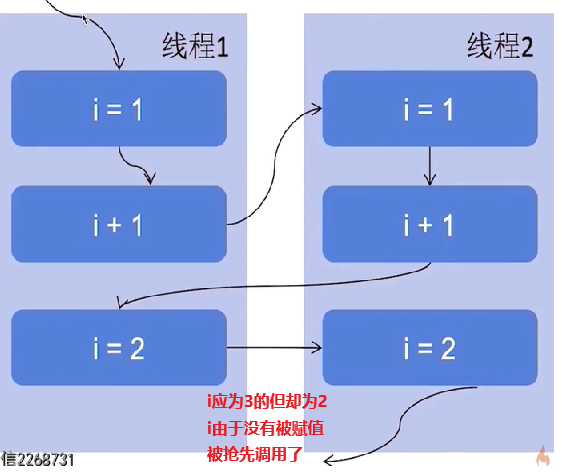 线程1
线程2
i = 1
i = 1
i + 1
i + 1
i = 2
i = 2
i应为3的但却为2
i由于没有被赋值
被抢先调用了
信2268731